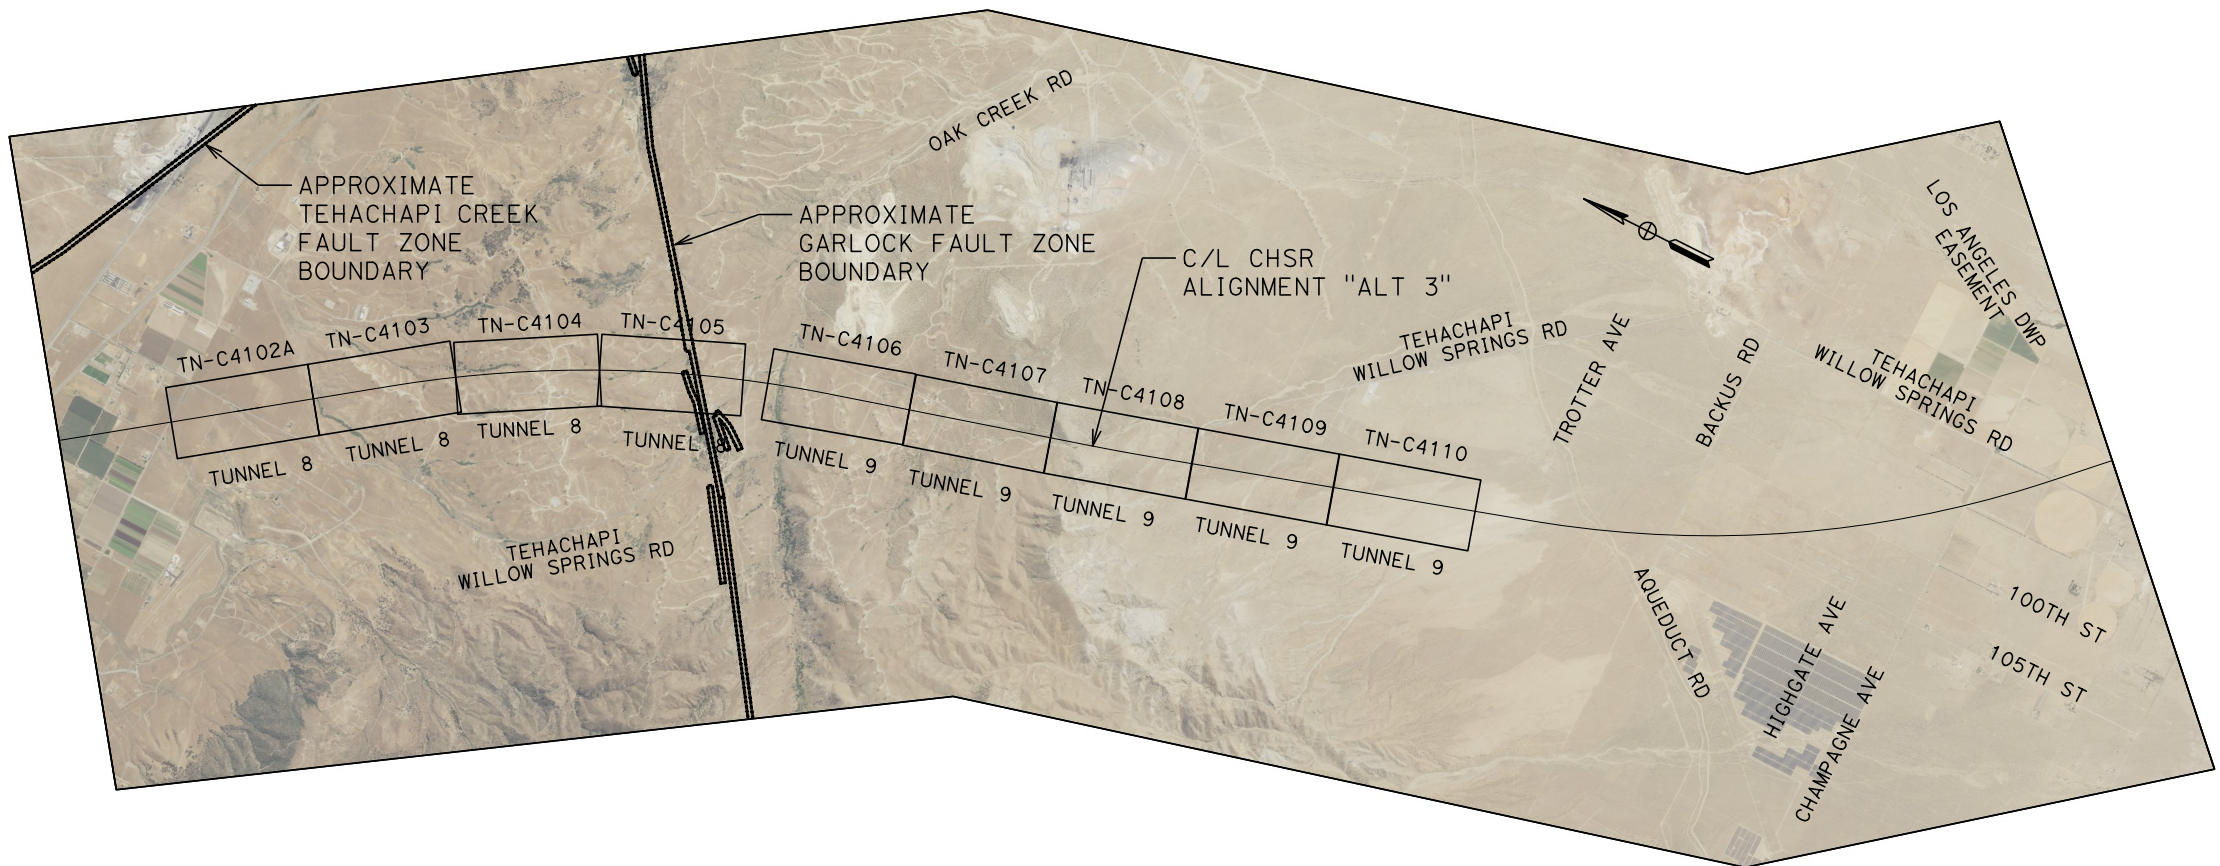 OAK CREEK RD
APPROXIMATE
TEHACHAPI CREEK
FAULT ZONE
BOUNDARY
APPROXIMATE
GARLOCK FAULT ZONE
BOUNDARY
C/L CHSR
ALIGNMENT "ALT 3"
LOS ANGELES DWP
EASEMENT
TN-C4102A
TN-C4103
TN-C4104
TN-C4105
TN-C4106
TN-C4107
TN-C4108
TN-C4109
TN-C4110
TEHACHAPI
WILLOW SPRINGS RD
TROTTER AVE
BACKUS RD
TEHACHAPI
WILLOW SPRINGS RD
TUNNEL 8
TUNNEL 8
TUNNEL 8
TUNNEL 8
TUNNEL 9
TUNNEL 9
TUNNEL 9
TUNNEL 9
TUNNEL 9
TEHACHAPI
WILLOW SPRINGS RD
AQUEDUCT RD
HIGHGATE AVE
CHAMPAGNE AVE
100TH ST
105TH ST